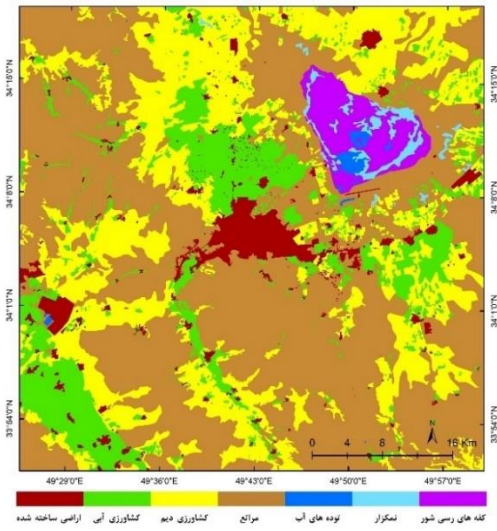 34°15'0"N
34°8'0"N
34°1'0"N
33°54'0"N
34°15'0"N
34°8'0"N
34°1'0"N
33°54'0"N
N
0 4 8 16 Km
49°29'0"E 49°36'0"E 49°43'0"E 49°50'0"E 49°57'0"E
کفه های رسی شور نمکزار توده های آب مراتع کشاورزی دیم کشاورزی آبی اراضی ساخته شده